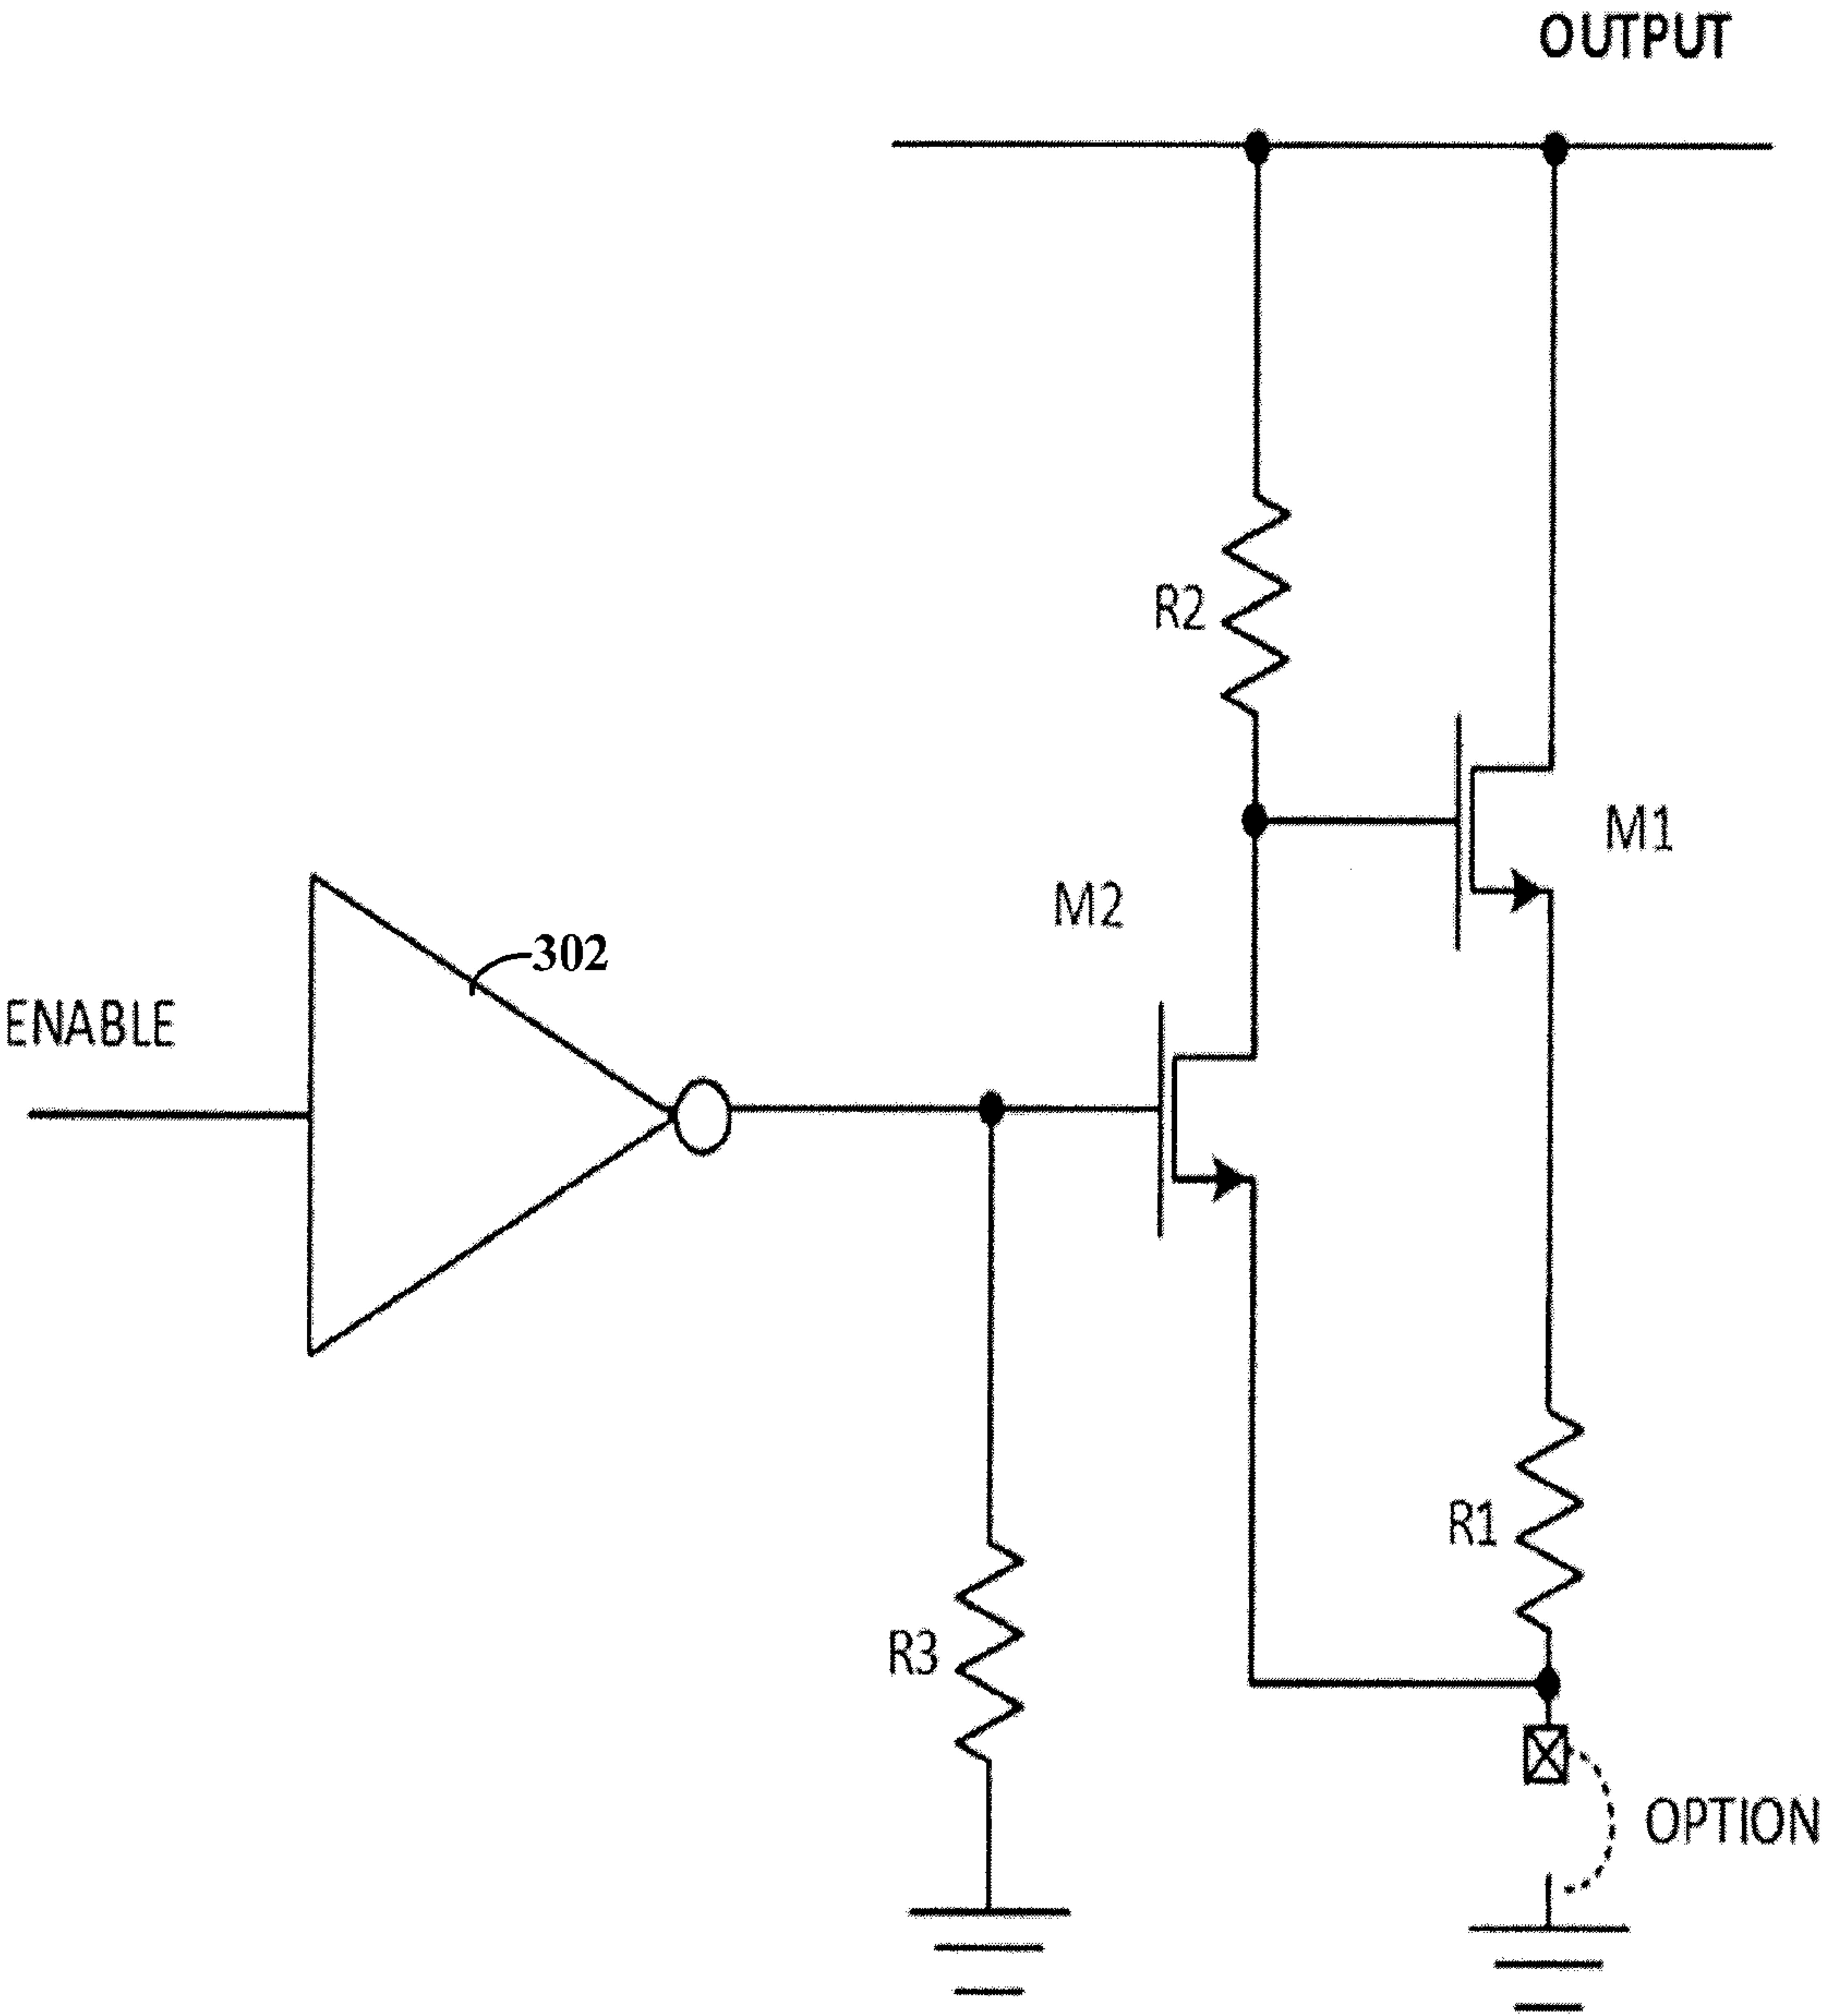 OUTPUT
R2
M1
M2
302
ENABLE
R1
R3
OPTION